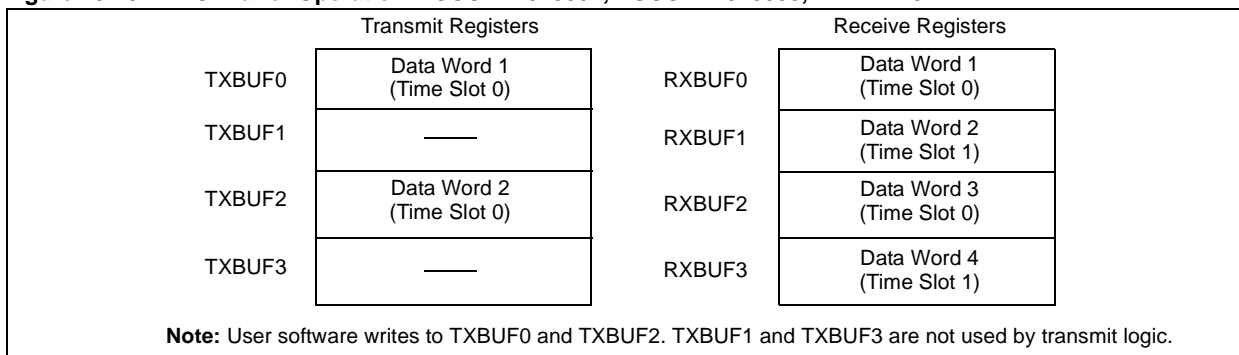 Transmit Registers
Receive Registers
TXBUF0
Data Word 1
(Time Slot 0)
RXBUF0
Data Word 1
(Time Slot 0)
TXBUF1
RXBUF1
Data Word 2
(Time Slot 1)
TXBUF2
Data Word 2
(Time Slot 0)
RXBUF2
Data Word 3
(Time Slot 0)
TXBUF3
RXBUF3
Data Word 4
(Time Slot 1)
Note: User software writes to TXBUF0 and TXBUF2. TXBUF1 and TXBUF3 are not used by transmit logic.